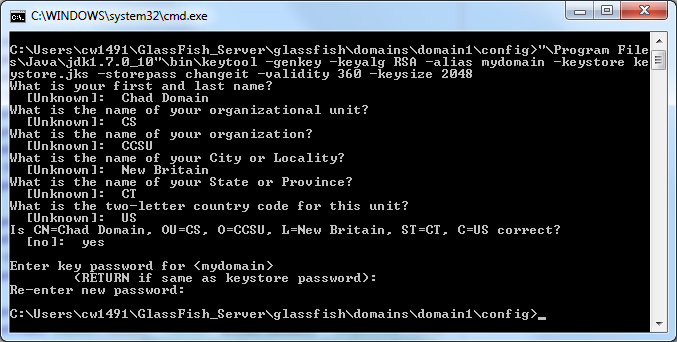 C:\WINDOWS\system32\cmd.exe
C:\Users\cw1491\GlassFish_Server\glassfish\domains\domain1\config>"\Program File
s\Java\jdk1.7.0_10"\bin\keytool -genkey -keyalg RSA -alias mydomain -keystore ke
ystore.jks -storepass changeit -validity 360 -keysize 2048
What is your first and last name?
  [Unknown]:  Chad Domain
What is the name of your organizational unit?
  [Unknown]:  CS
What is the name of your organization?
  [Unknown]:  CCSU
What is the name of your City or Locality?
  [Unknown]:  New Britain
What is the name of your State or Province?
  [Unknown]:  CT
What is the two-letter country code for this unit?
  [Unknown]:  US
Is CN=Chad Domain, OU=CS, O=CCSU, L=New Britain, ST=CT, C=US correct?
  [no]:  yes
Enter key password for <mydomain>
        (RETURN if same as keystore password):
Re-enter new password:
C:\Users\cw1491\GlassFish_Server\glassfish\domains\domain1\config>_